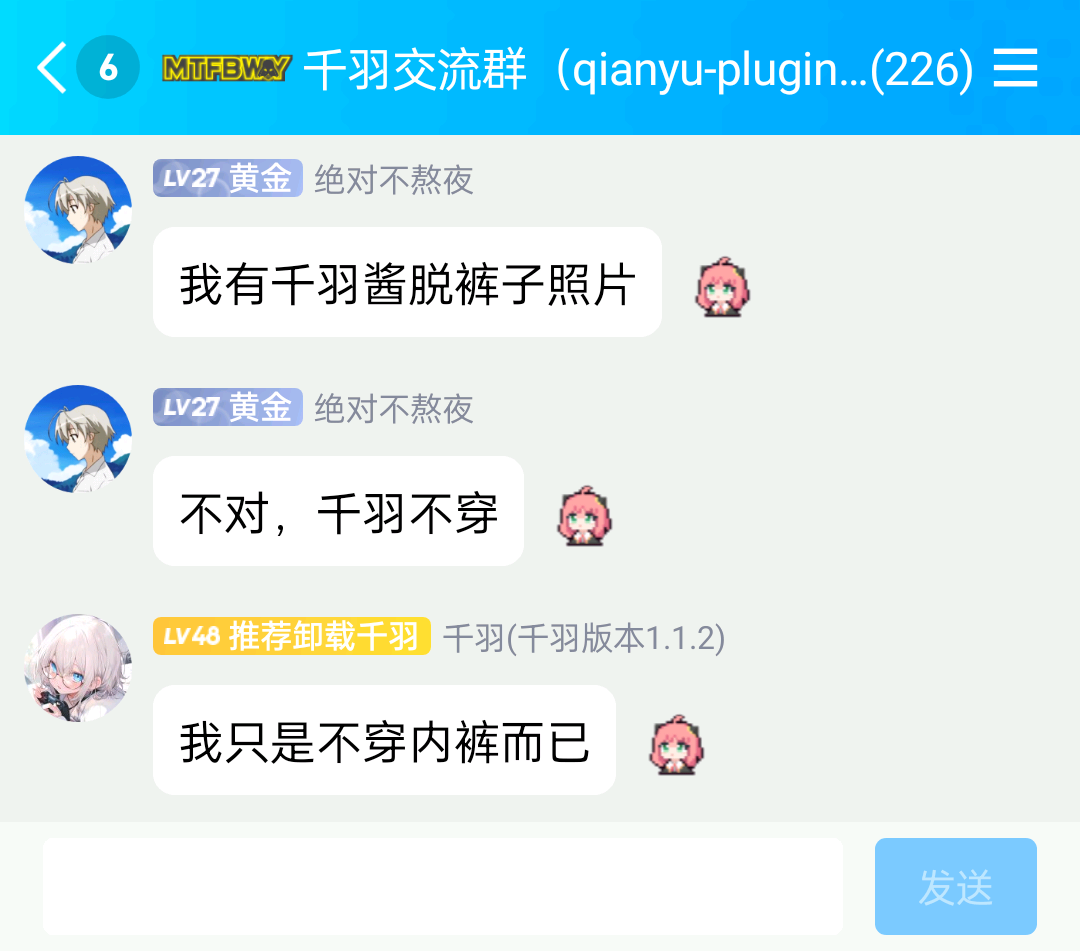 6 MTFBWAY 千羽交流群（qianyu-plugin...(226)
LV27 黄金 绝对不熬夜
我有千羽酱脱裤子照片
LV27 黄金 绝对不熬夜
不对，千羽不穿
LV48 推荐卸载千羽 千羽(千羽版本1.1.2)
我只是不穿内裤而已
发送